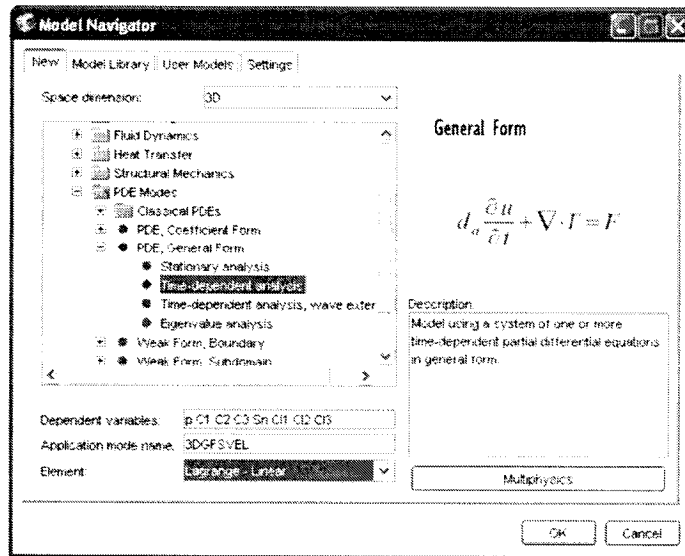 Model Navigator
New Model Library User Models Settings
Space dimension: 3D
Fluid Dynamics
Heat Transfer
Structural Mechanics
PDE Modes
Classical PDEs
PDE, Coefficient Form
PDE, General Form
Stationary analysis
Time-dependent analysis
Time-dependent analysis, wave exter
Eigenvalue analysis
Weak Form, Boundary
Weak Form, Subdomain
Dependent variables: p C1 C2 C3 Sn Cl1 Cl2 Cl3
Application mode name: 3DGFSVEL
Element: Lagrange - Linear
General Form
d_a ∂u/∂t + ∇·Γ = F
Description:
Model using a system of one or more
time-dependent partial differential equations
in general form.
Multiphysics
OK Cancel